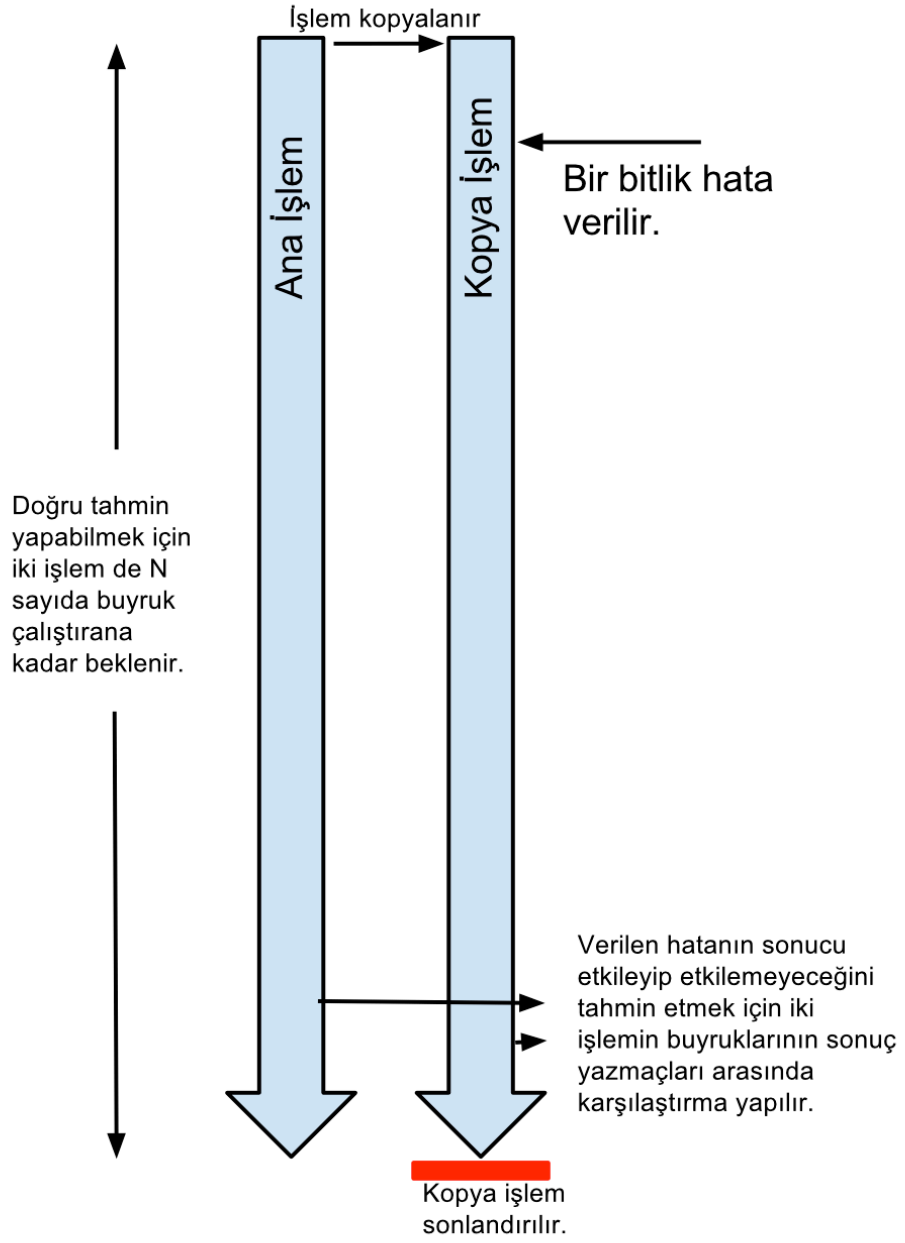 İşlem kopyalanır
Ana İşlem
Kopya İşlem
Bir bitlik hata
verilir.
Doğru tahmin
yapabilmek için
iki işlem de N
sayıda buyruk
çalıştırana
kadar beklenir.
Verilen hatanın sonucu
etkileyip etkilemeyeceğini
tahmin etmek için iki
işlemin buyruklarının sonuç
yazmaçları arasında
karşılaştırma yapılır.
Kopya işlem
sonlandırılır.